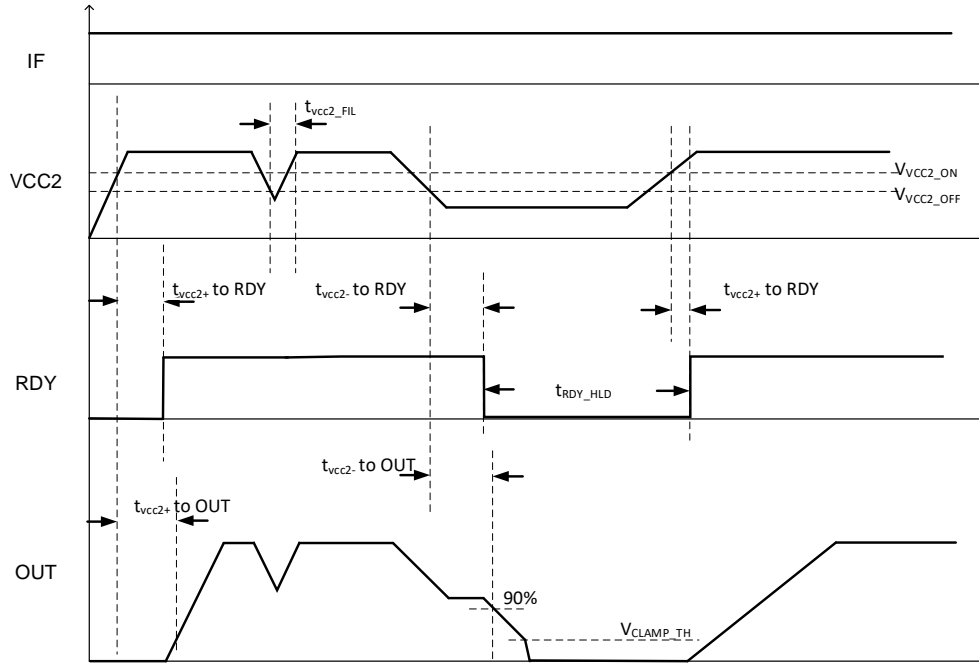 IF
t_vcc2_FIL
VCC2
V_VCC2_ON
V_VCC2_OFF
t_vcc2+ to RDY
t_vcc2- to RDY
t_vcc2+ to RDY
RDY
t_RDY_HLD
t_vcc2- to OUT
t_vcc2+ to OUT
OUT
90%
V_CLAMP_TH